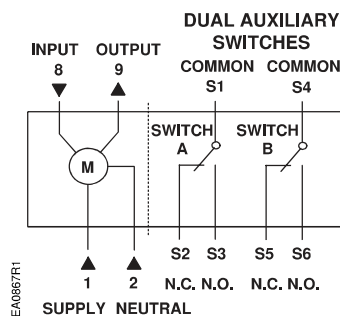 DUAL AUXILIARY
SWITCHES
INPUT OUTPUT
8 9
COMMON COMMON
S1 S4
SWITCH
A
SWITCH
B
M
S2 S3 S5 S6
1 2
N.C. N.O. N.C. N.O.
SUPPLY NEUTRAL
EA0867R1